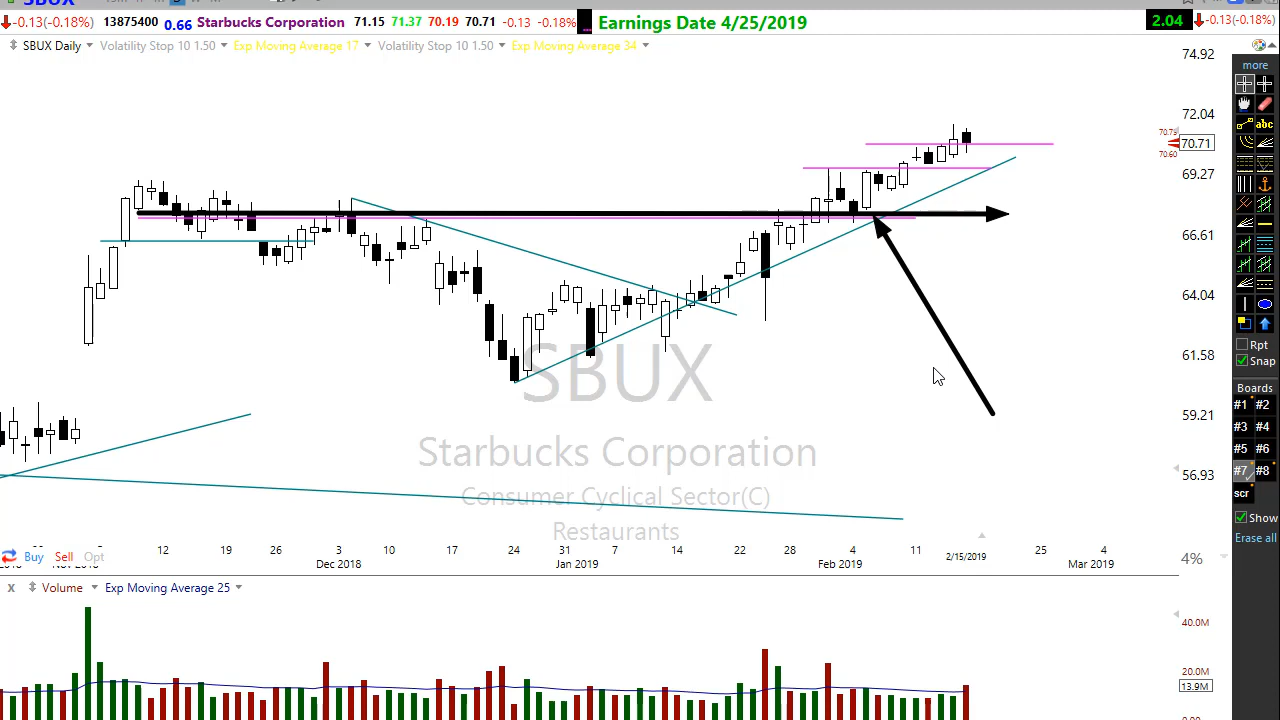 SBUX
-0.13(-0.18%) 13875400 0.66 Starbucks Corporation 71.15 71.37 70.19 70.71 -0.13 -0.18% Earnings Date 4/25/2019 2.04 -0.13(0.18%)
SBUX Daily Volatility Stop 10 1.50 Exp Moving Average 17 Volatility Stop 10 1.50 Exp Moving Average 34
74.92
72.04
70.79
70.71
70.60
69.27
66.61
64.04
61.58
59.21
56.93
4%
more
abc
Rpt
Snap
Boards
#1 #2
#3 #4
#5 #6
#7 #8
scr
Show
Erase all
SBUX
Starbucks Corporation
Consumer Cyclical Sector(C)
Restaurants
Buy Sell Opt
12 19 26 3 10 17 24 31 7 14 22 28 4 11 2/15/2019 25 4
Dec 2018 Jan 2019 Feb 2019 Mar 2019
x Volume Exp Moving Average 25
40.0M
20.0M
13.9M